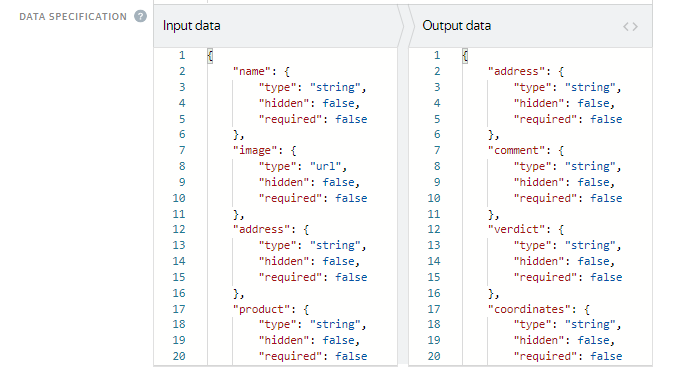 DATA SPECIFICATION ?
Input data
1 {
2 "name": {
3 "type": "string",
4 "hidden": false,
5 "required": false
6 },
7 "image": {
8 "type": "url",
9 "hidden": false,
10 "required": false
11 },
12 "address": {
13 "type": "string",
14 "hidden": false,
15 "required": false
16 },
17 "product": {
18 "type": "string",
19 "hidden": false,
20 "required": false
Output data <>
1 {
2 "address": {
3 "type": "string",
4 "hidden": false,
5 "required": false
6 },
7 "comment": {
8 "type": "string",
9 "hidden": false,
10 "required": false
11 },
12 "verdict": {
13 "type": "string",
14 "hidden": false,
15 "required": false
16 },
17 "coordinates": {
18 "type": "string",
19 "hidden": false,
20 "required": false